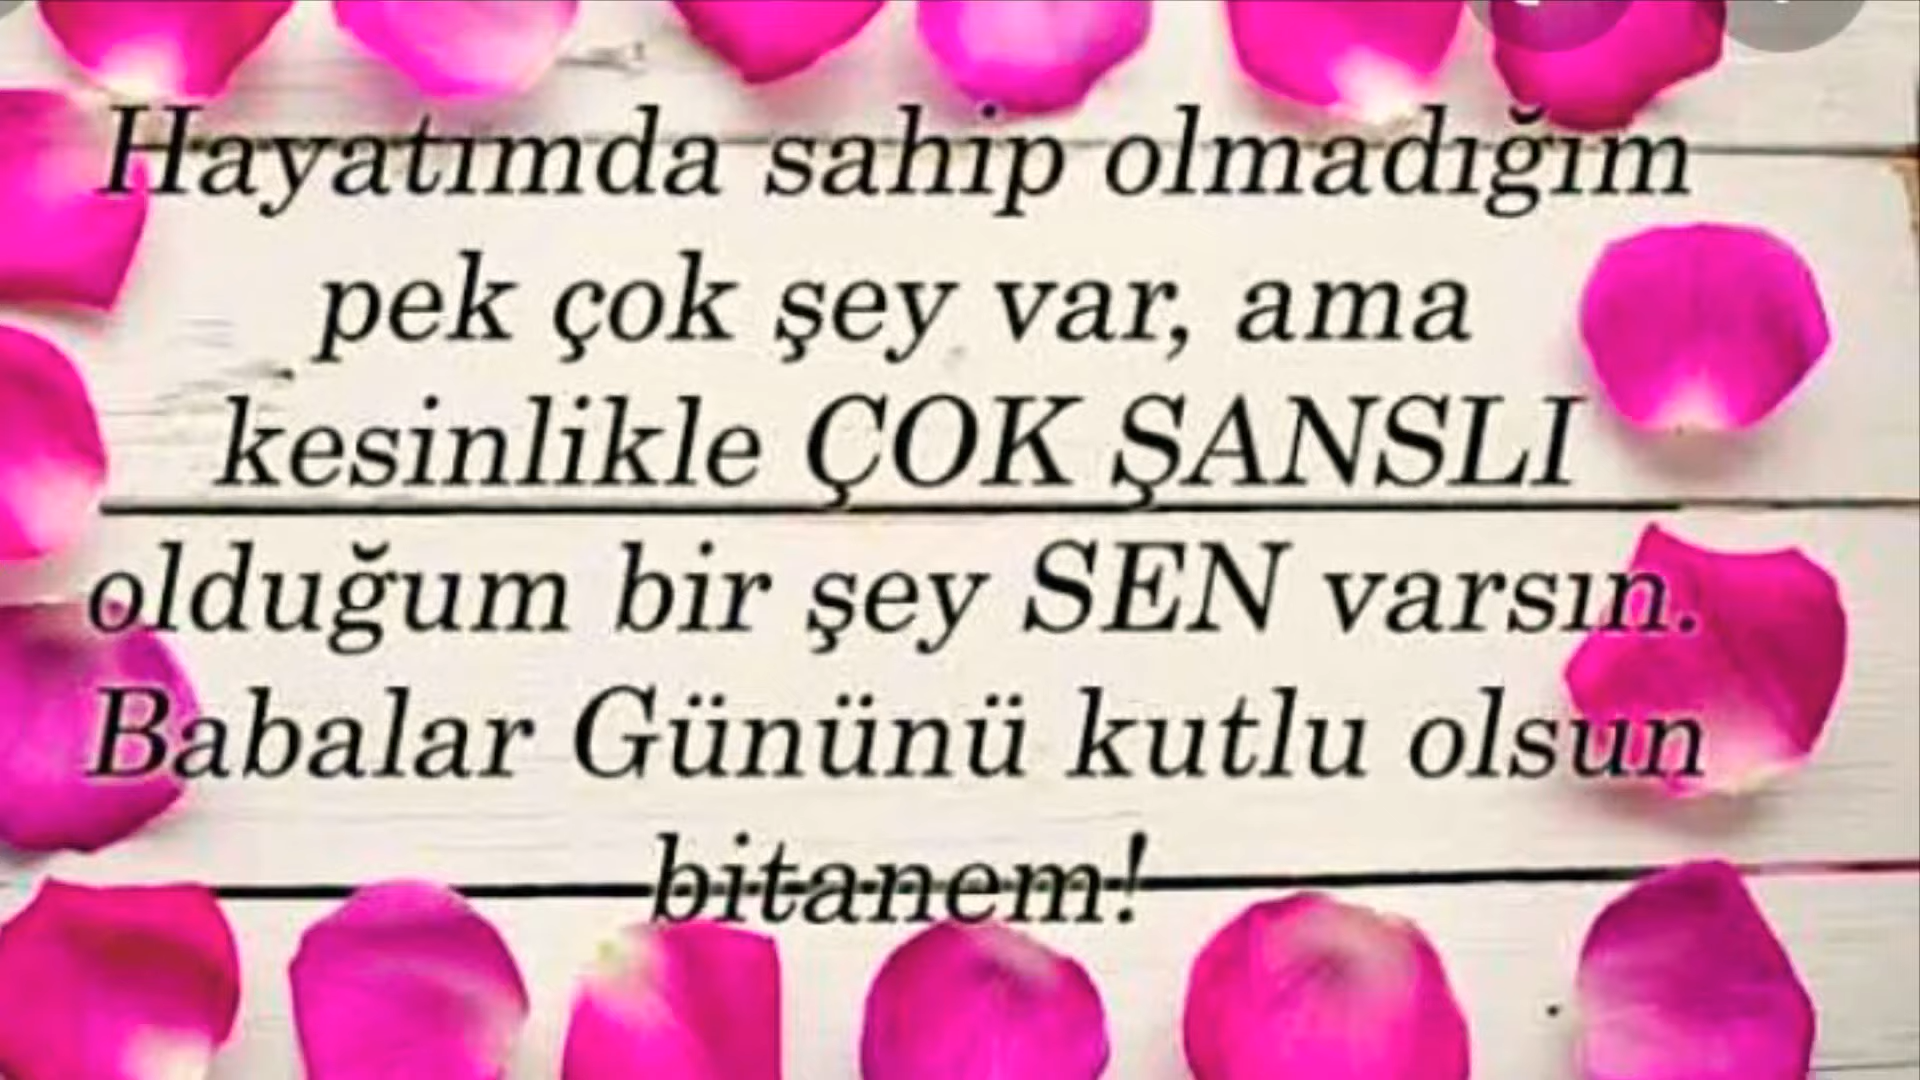 Hayatımda sahip olmadığım
pek çok şey var, ama
kesinlikle ÇOK ŞANSLI
olduğum bir şey SEN varsın.
Babalar Gününü kutlu olsun
bitanem!